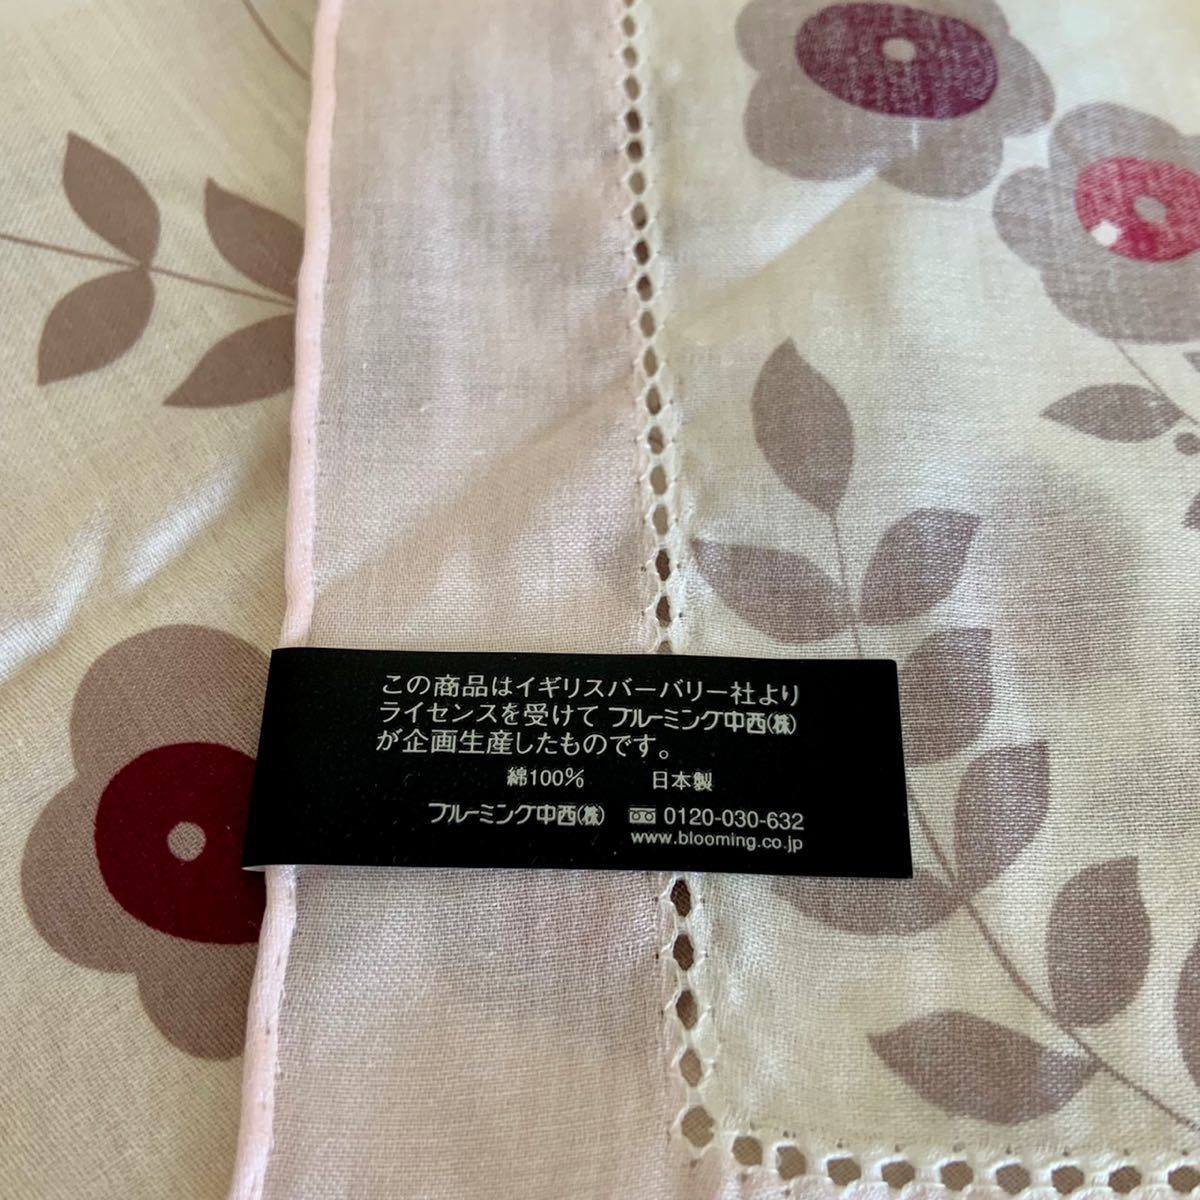 この商品はイギリスバーバリー社より
ライセンスを受けて ブルーミング中西(株)
が企画生産したものです。
綿100% 日本製
ブルーミング中西(株) 0120-030-632
www.blooming.co.jp